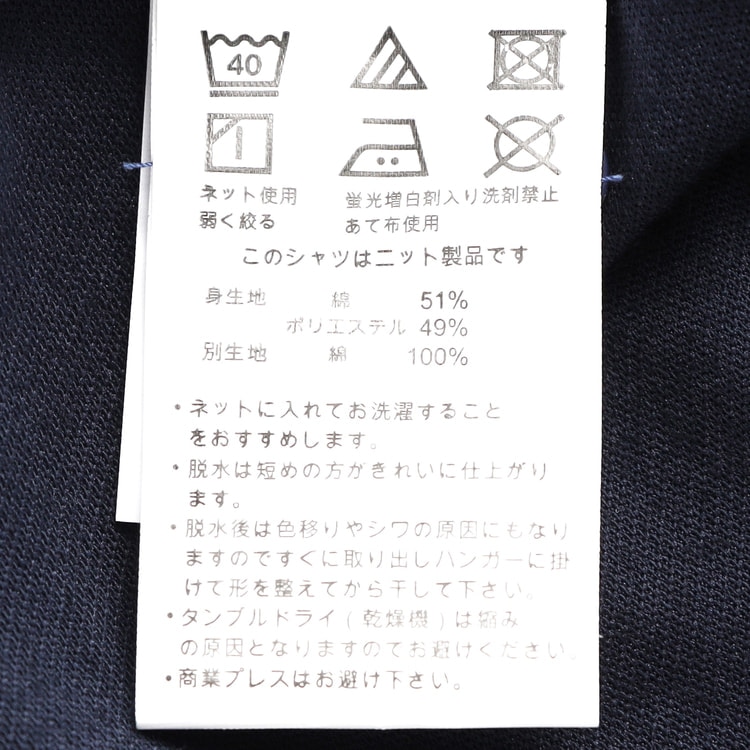 40
ネット使用 蛍光増白剤入り洗剤禁止
弱く絞る あて布使用
このシャツはニット製品です
身生地 綿 51%
ポリエステル 49%
別生地 綿 100%
・ネットに入れてお洗濯すること
をおすすめします。
・脱水は短めの方がきれいに仕上がり
ます。
・脱水後は色移りやシワの原因にもなり
ますのですぐに取り出しハンガーに掛
けて形を整えてから干して下さい。
・タンブルドライ(乾燥機)は縮み
の原因となりますのでお避けください。
・商業プレスはお避け下さい。